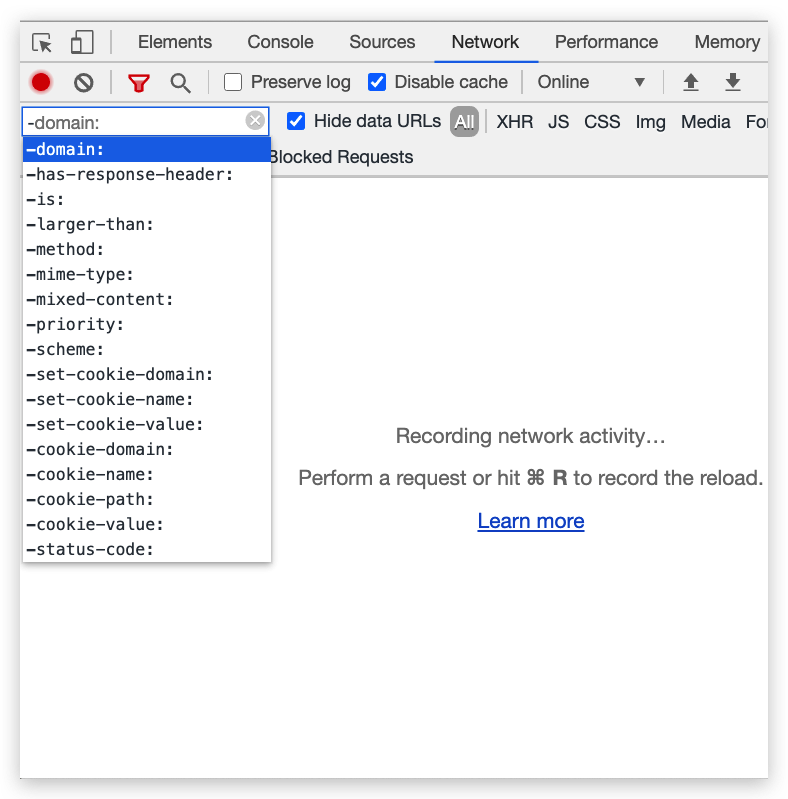 Elements Console Sources Network Performance Memory
Preserve log Disable cache Online ▼
-domain: Hide data URLs All XHR JS CSS Img Media Fo
Blocked Requests
-domain:
-has-response-header:
-is:
-larger-than:
-method:
-mime-type:
-mixed-content:
-priority:
-scheme:
-set-cookie-domain:
-set-cookie-name:
-set-cookie-value:
-cookie-domain:
-cookie-name:
-cookie-path:
-cookie-value:
-status-code:
Recording network activity…
Perform a request or hit ⌘ R to record the reload.
Learn more